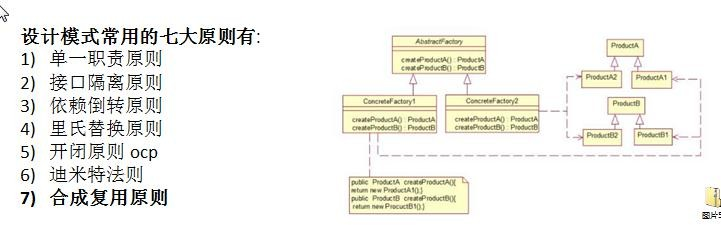 设计模式常用的七大原则有:
1) 单一职责原则
2) 接口隔离原则
3) 依赖倒转原则
4) 里氏替换原则
5) 开闭原则 ocp
6) 迪米特法则
7) 合成复用原则
AbstractFactory
createProductA() : ProductA
createProductB() : ProductB
ConcreteFactory1
createProductA() : ProductA
createProductB() : ProductB
ConcreteFactory2
createProductA() : ProductA
createProductB() : ProductB
ProductA
ProductA2
ProductA1
ProductB
ProductB2
ProductB1
public ProductA createProductA(){
return new ProductA1();}
public ProductB createProductB(){
return new ProcuctB1();}
图片